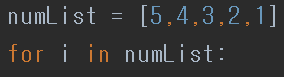 numList = [5,4,3,2,1]
for i in numList: